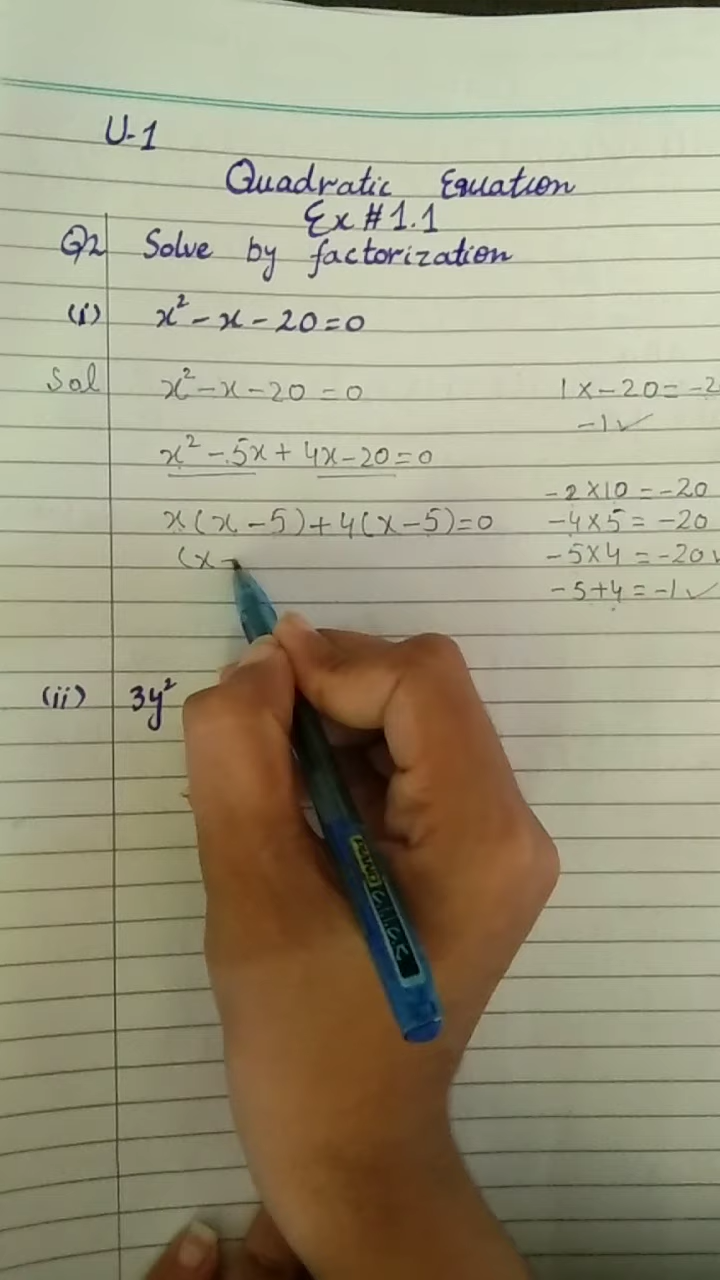 U-1
Quadratic Equation
Ex # 1.1
Q2 Solve by factorization
(i) x² - x - 20 = 0
Sol x² - x - 20 = 0
1 x - 20 = -2
-1 ✓
x² - 5x + 4x - 20 = 0
-2 × 10 = -20
x(x - 5) + 4(x - 5) = 0
-4 × 5 = -20
(x -
-5 × 4 = -20 ✓
-5 + 4 = -1 ✓
(ii) 3y²
CLICK